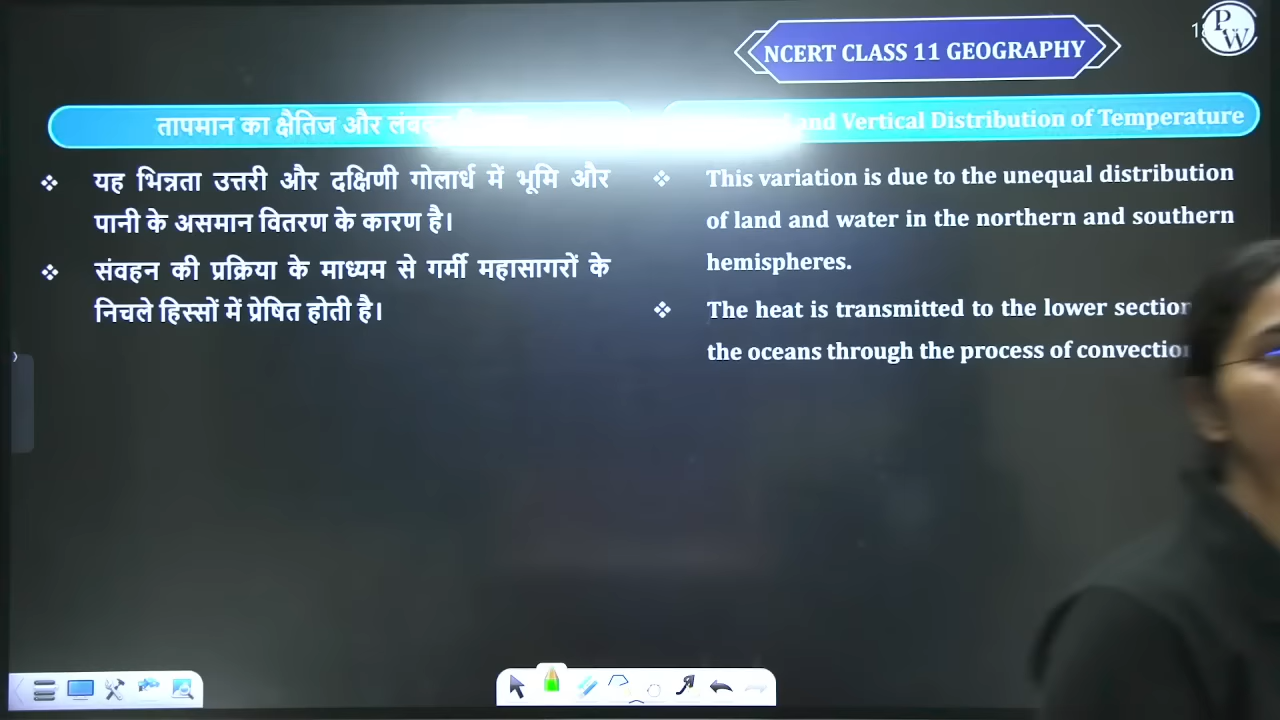 NCERT CLASS 11 GEOGRAPHY
PW
तापमान का क्षैतिज और
and Vertical Distribution of Temperature
यह भिन्नता उत्तरी और दक्षिणी गोलार्ध में भूमि और
पानी के असमान वितरण के कारण है।
संवहन की प्रक्रिया के माध्यम से गर्मी महासागरों के
निचले हिस्सों में प्रेषित होती है।
This variation is due to the unequal distribution
of land and water in the northern and southern
hemispheres.
The heat is transmitted to the lower
the oceans through the process of